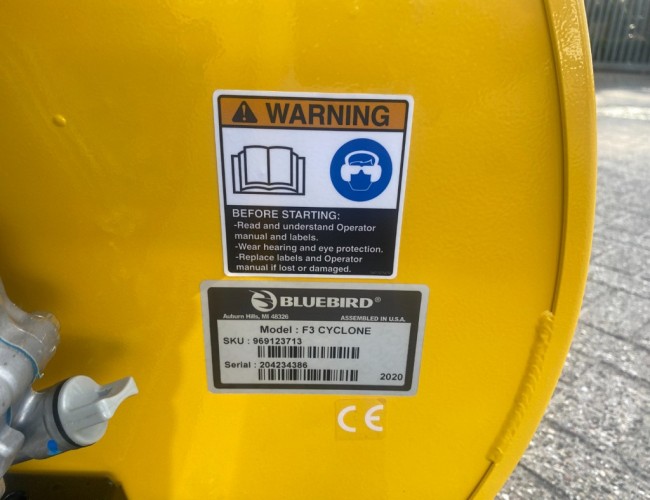 WARNING
BEFORE STARTING:
-Read and understand Operator
manual and labels.
-Wear hearing and eye protection.
-Replace labels and Operator
manual if lost or damaged.
BLUEBIRD®
Auburn Hills, MI 48326 ASSEMBLED IN U.S.A.
Model : F3 CYCLONE
SKU : 969123713
Serial : 204234386
2020
CE